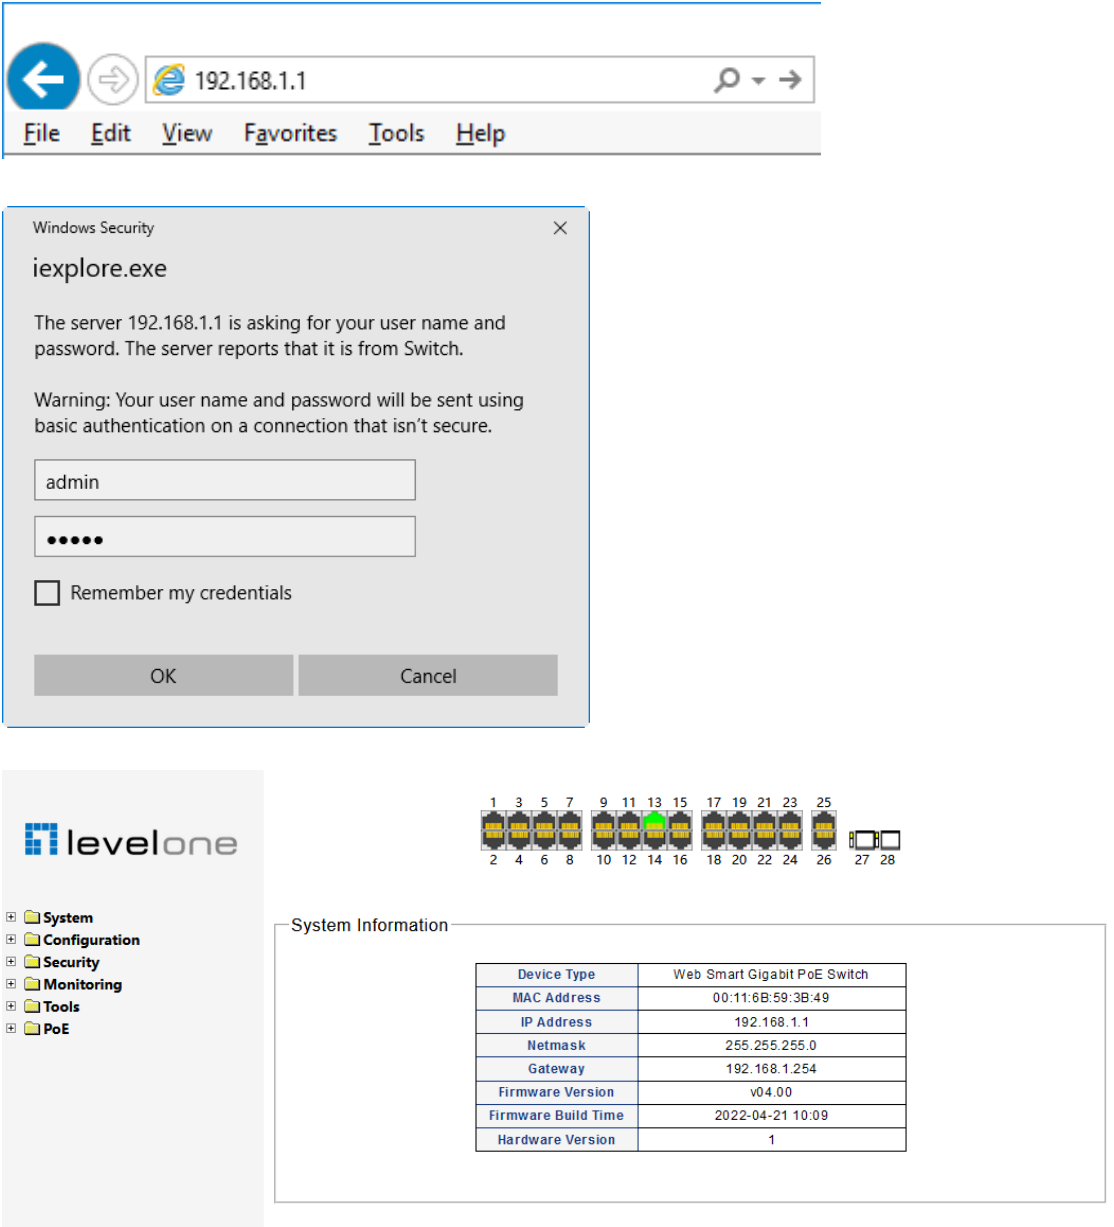 192.168.1.1
File Edit View Favorites Tools Help
Windows Security
iexplore.exe
The server 192.168.1.1 is asking for your user name and
password. The server reports that it is from Switch.
Warning: Your user name and password will be sent using
basic authentication on a connection that isn't secure.
admin
•••••
Remember my credentials
OK Cancel
levelone
System
Configuration
Security
Monitoring
Tools
PoE
1 3 5 7 9 11 13 15 17 19 21 23 25
2 4 6 8 10 12 14 16 18 20 22 24 26 27 28
System Information
Device Type Web Smart Gigabit PoE Switch
MAC Address 00:11:6B:59:3B:49
IP Address 192.168.1.1
Netmask 255.255.255.0
Gateway 192.168.1.254
Firmware Version v04.00
Firmware Build Time 2022-04-21 10:09
Hardware Version 1